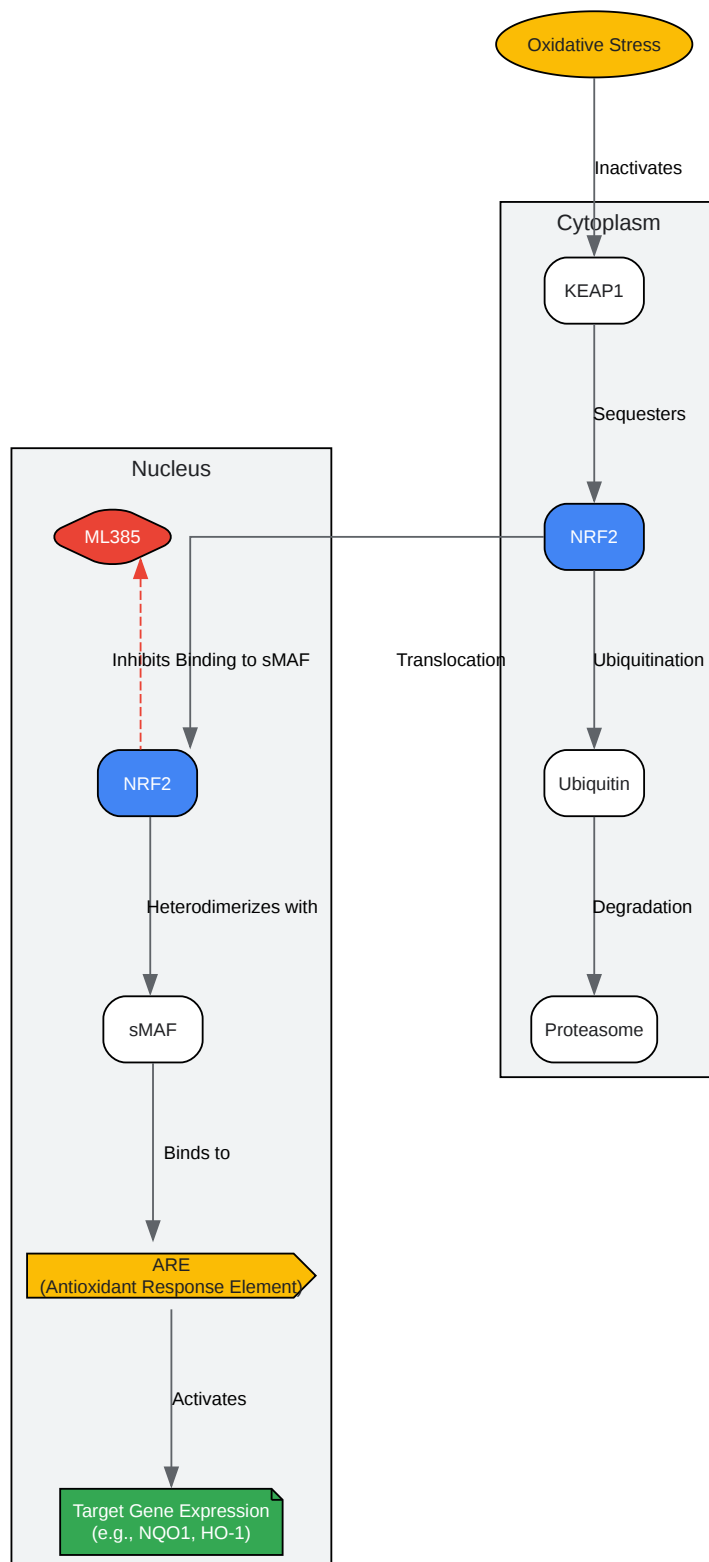 Oxidative Stress
Inactivates
Cytoplasm
KEAP1
Sequesters
Nucleus
ML385
NRF2
Inhibits Binding to sMAF
Translocation
Ubiquitination
NRF2
Ubiquitin
Heterodimerizes with
Degradation
sMAF
Proteasome
Binds to
ARE
(Antioxidant Response Element)
Activates
Target Gene Expression
(e.g., NQO1, HO-1)